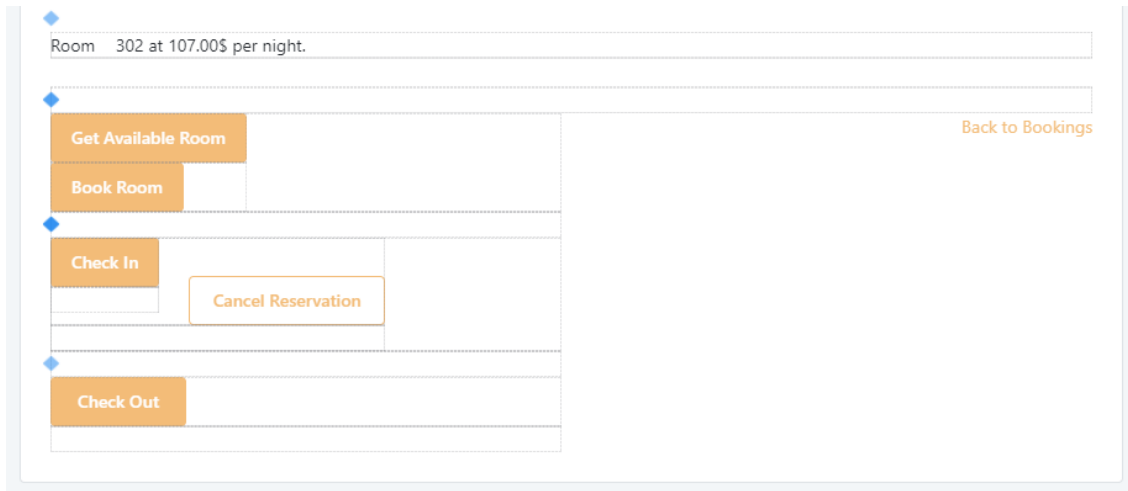 Room 302 at 107.00$ per night.
Get Available Room
Back to Bookings
Book Room
Check In
Cancel Reservation
Check Out